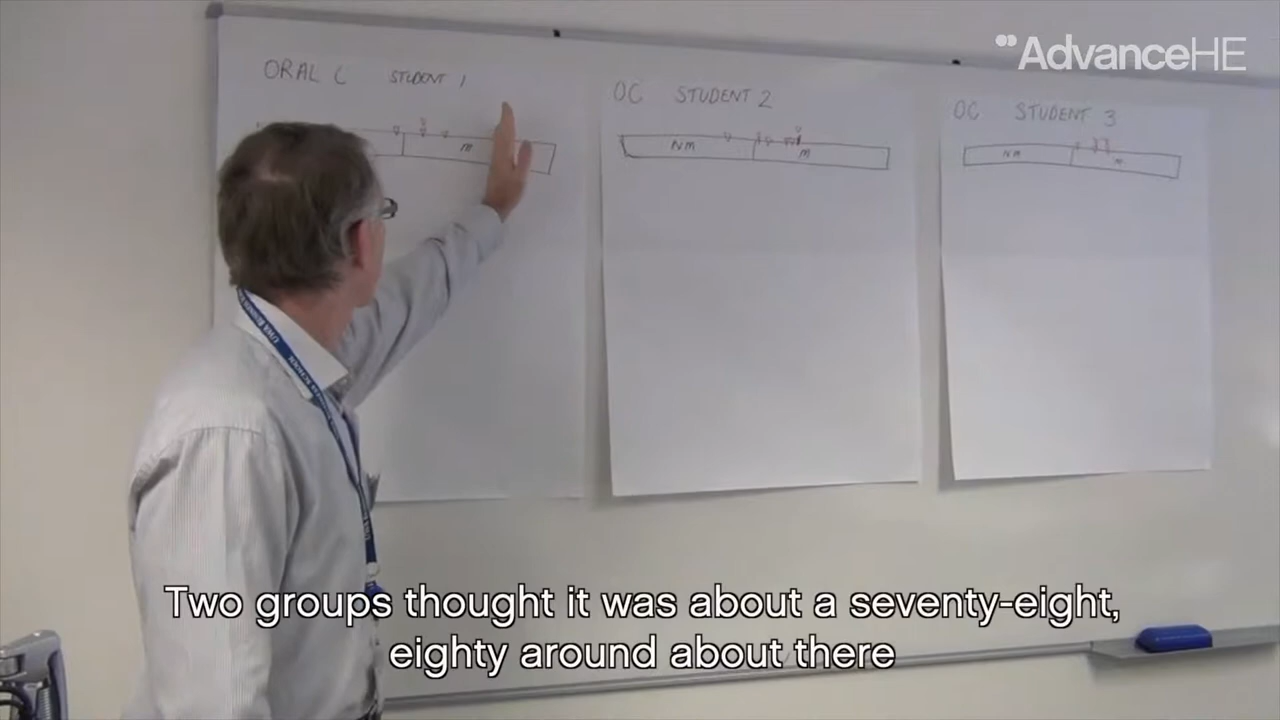 AdvanceHE
ORAL C STUDENT 1
m
OC STUDENT 2
Nm m
OC STUDENT 3
Nm m
Two groups thought it was about a seventy-eight,
eighty around about there